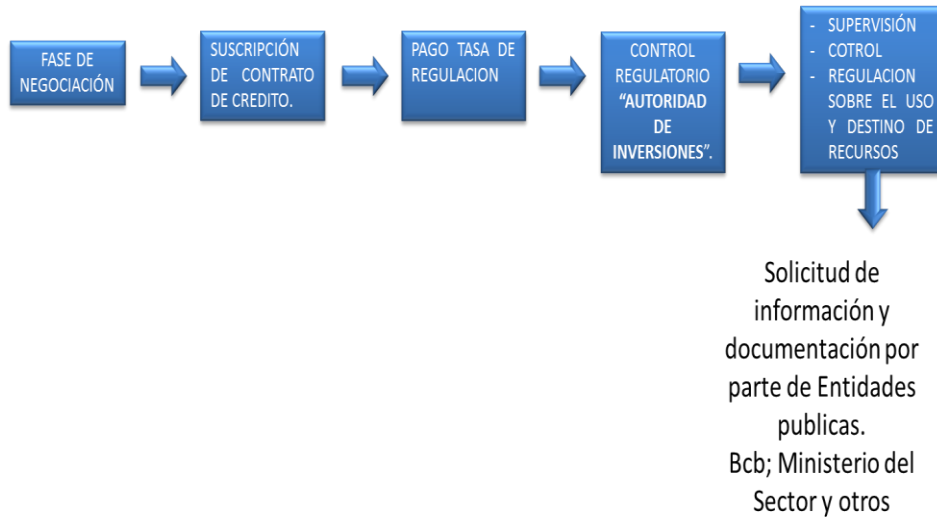 FASE DE
NEGOCIACIÓN
SUSCRIPCIÓN
DE CONTRATO
DE CREDITO.
PAGO TASA DE
REGULACION
CONTROL
REGULATORIO
“AUTORIDAD
DE
INVERSIONES”.
- SUPERVISIÓN
- COTROL
- REGULACION
SOBRE EL USO
Y DESTINO DE
RECURSOS
Solicitud de
información y
documentación por
parte de Entidades
publicas.
Bcb; Ministerio del
Sector y otros